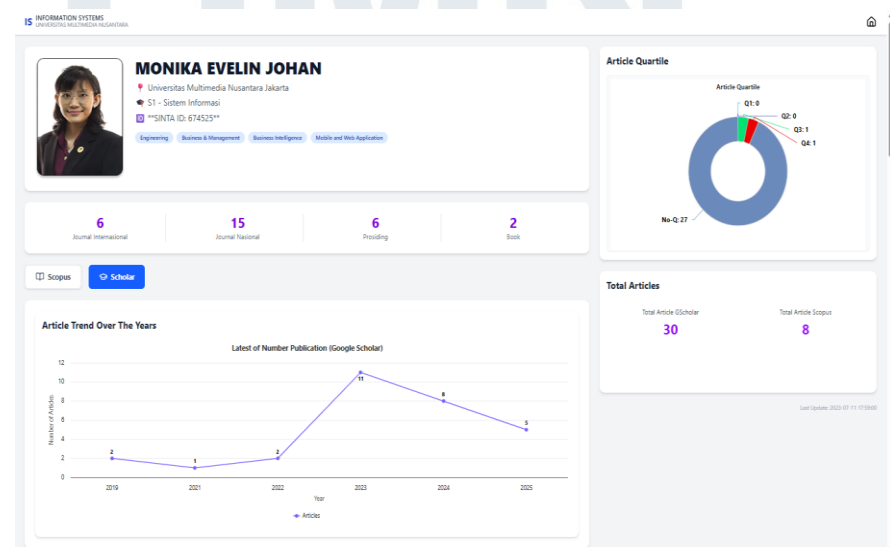 IS INFORMATION SYSTEMS
UNIVERSITAS MULTIMEDIA NUSANTARA
MONIKA EVELIN JOHAN
Universitas Multimedia Nusantara Jakarta
S1 - Sistem Informasi
**SINTA ID: 674525**
Engineering
Business & Management
Business Intelligence
Mobile and Web Application
6
Journal Internasional
15
Journal Nasional
6
Prosiding
2
Book
Scopus
Scholar
Article Trend Over The Years
Latest of Number Publication (Google Scholar)
Number of Articles
12
10
8
6
4
2
0
2
1
2
11
8
5
2019
2021
2022
2023
2024
2025
Year
Articles
Article Quartile
Article Quartile
Q1: 0
Q2: 0
Q3: 1
Q4: 1
No-Q: 27
Total Articles
Total Article GScholar
30
Total Article Scopus
8